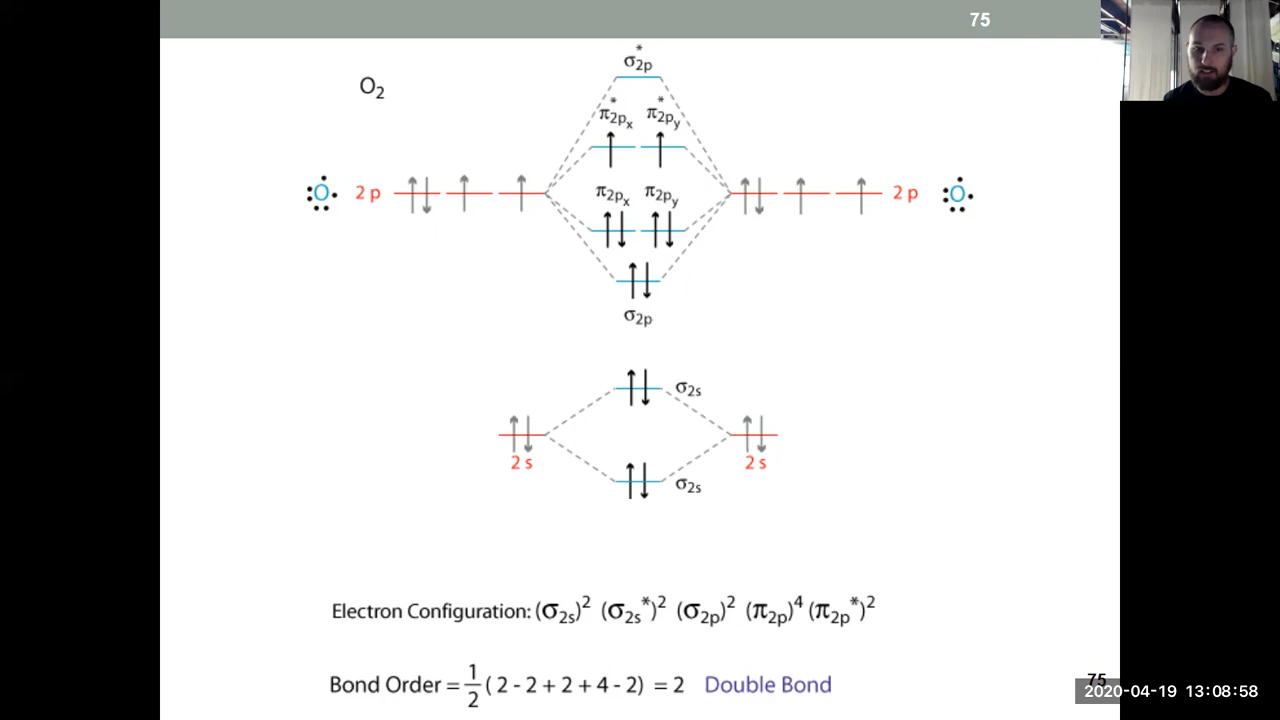 75
σ*2p
O₂
π*2pₓ π*2pᵧ
π2pₓ π2pᵧ
O 2 p 2 p O
σ2p
σ2s
2 s 2 s
σ2s
Electron Configuration: (σ2s)² (σ2s*)² (σ2p)² (π2p)⁴ (π2p*)²
Bond Order = 1/2 ( 2 - 2 + 2 + 4 - 2) = 2 Double Bond
75
2020-04-19 13:08:58